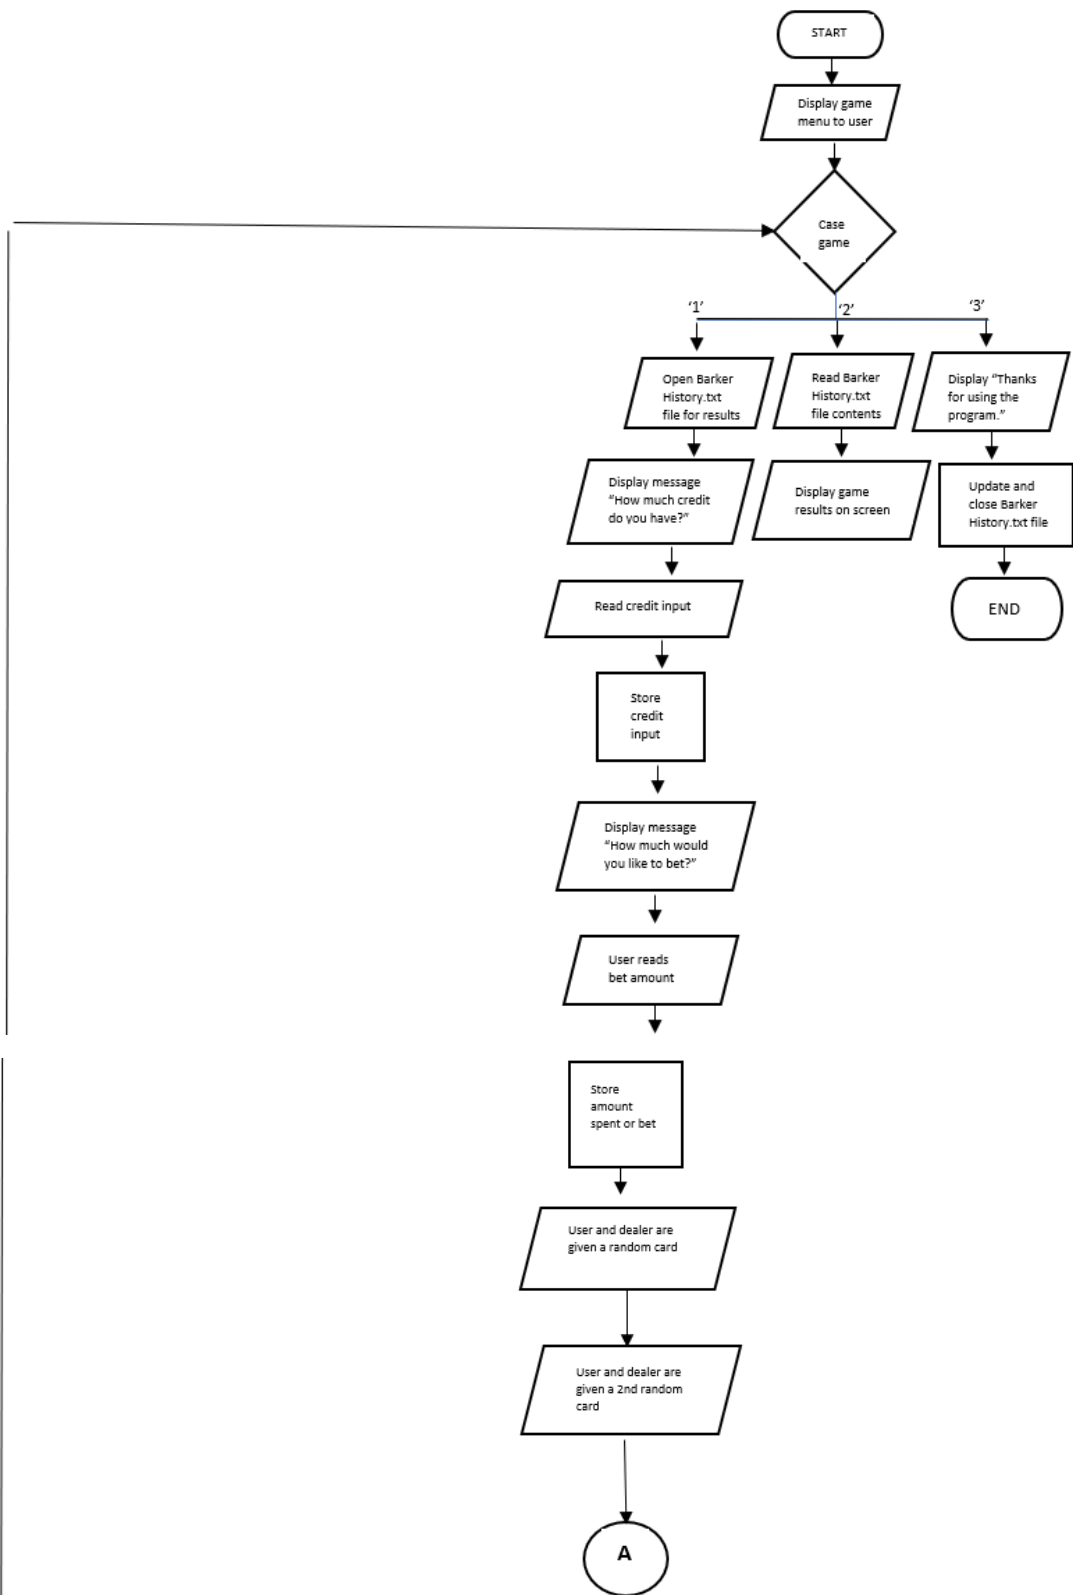 START
Display game
menu to user
Case
game
‘1’
‘2’
‘3’
Open Barker
History.txt
file for results
Read Barker
History.txt
file contents
Display “Thanks
for using the
program.”
Display message
“How much credit
do you have?”
Display game
results on screen
Update and
close Barker
History.txt file
Read credit input
END
Store
credit
input
Display message
“How much would
you like to bet?”
User reads
bet amount
Store
amount
spent or bet
User and dealer are
given a random card
User and dealer are
given a 2nd random
card
A